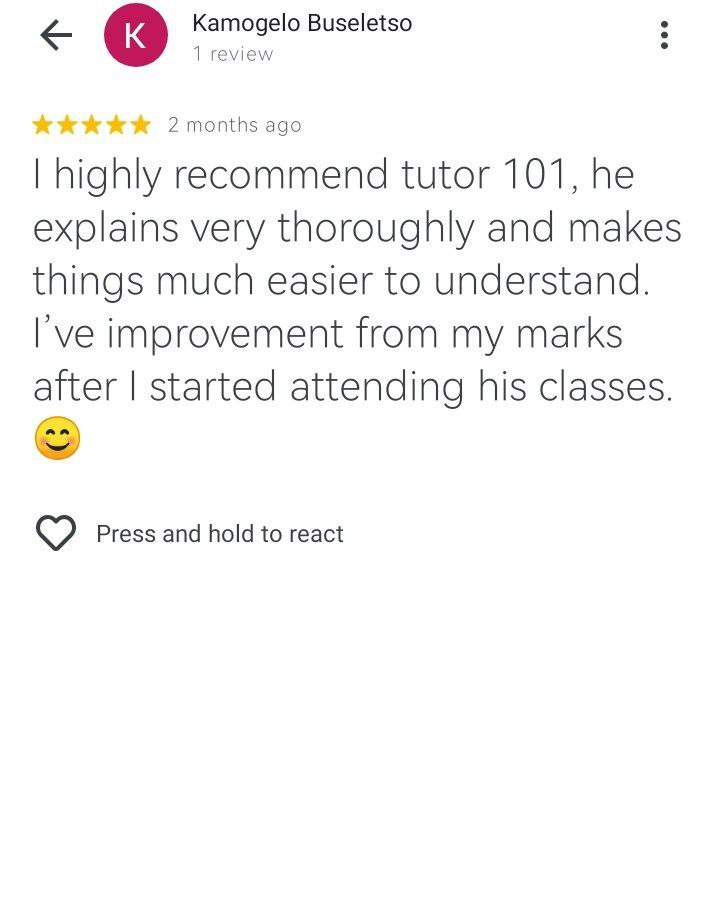 K
Kamogelo Buseletso
1 review
2 months ago
I highly recommend tutor 101, he
explains very thoroughly and makes
things much easier to understand.
I've improvement from my marks
after I started attending his classes.
😊
Press and hold to react